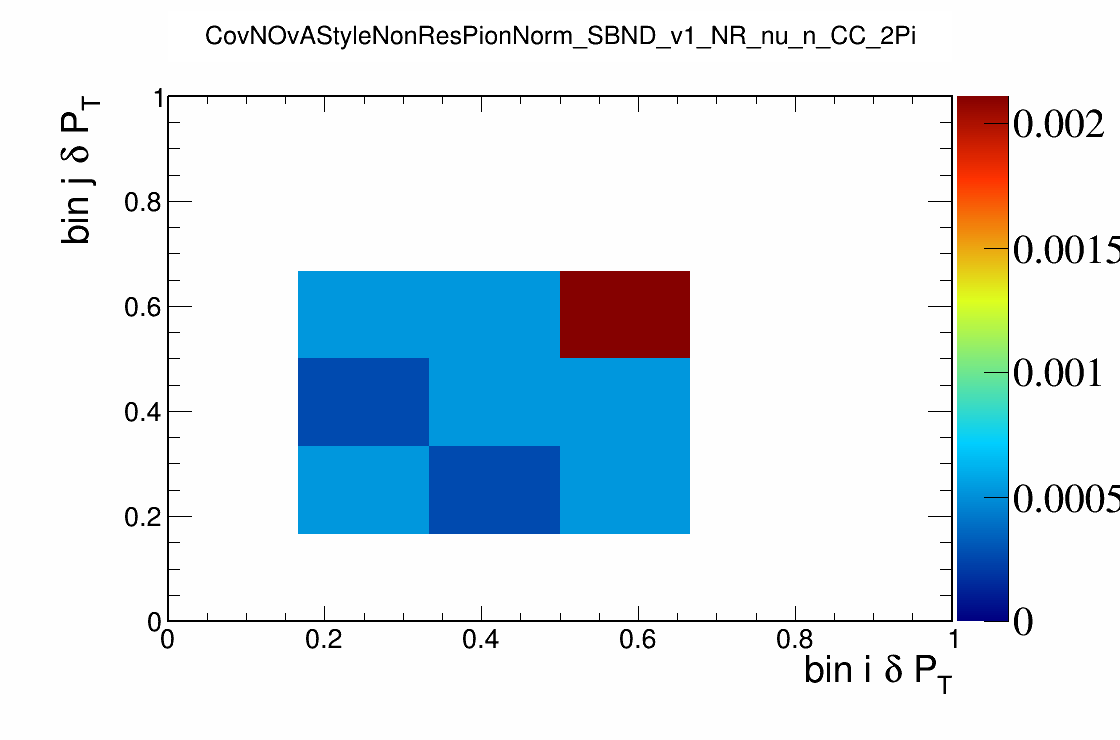 CovNOvAStyleNonResPionNorm_SBND_v1_NR_nu_n_CC_2Pi
bin j δ P_T
1
0.8
0.6
0.4
0.2
0
0 0.2 0.4 0.6 0.8 1
bin i δ P_T
0.002
0.0015
0.001
0.0005
0